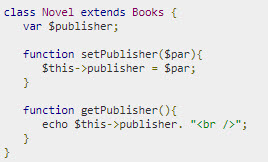 class Novel extends Books {
   var $publisher;

   function setPublisher($par){
      $this->publisher = $par;
   }

   function getPublisher(){
      echo $this->publisher. "<br />";
   }
}